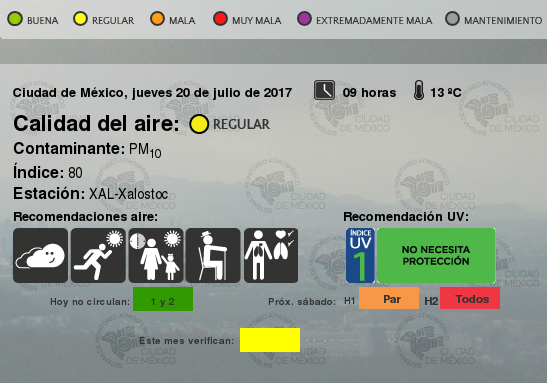 BUENA REGULAR MALA MUY MALA EXTREMADAMENTE MALA MANTENIMIENTO
Ciudad de México, jueves 20 de julio de 2017 09 horas 13 ºC
Calidad del aire: REGULAR
Contaminante: PM10
Índice: 80
Estación: XAL-Xalostoc
Recomendaciones aire: Recomendación UV:
ÍNDICE
UV
1
NO NECESITA
PROTECCIÓN
Hoy no circulan: 1 y 2 Próx. sábado: H1 Par H2 Todos
Este mes verifican:
CIUDAD
DE MÉXICO